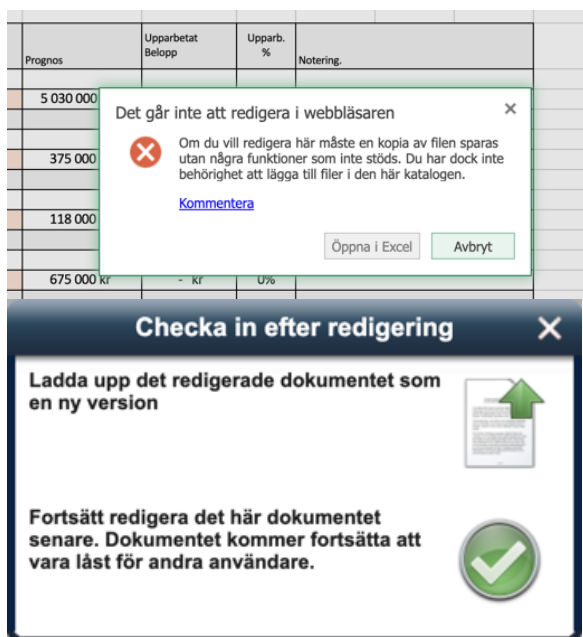 Prognos
Upparbetat
Belopp
Upparb.
%
Notering.
5 030 000
375 000
118 000
675 000 kr - kr 0%
Det går inte att redigera i webbläsaren
Om du vill redigera här måste en kopia av filen sparas
utan några funktioner som inte stöds. Du har dock inte
behörighet att lägga till filer i den här katalogen.
Kommentera
Öppna i Excel
Avbryt
Checka in efter redigering
Ladda upp det redigerade dokumentet som
en ny version
Fortsätt redigera det här dokumentet
senare. Dokumentet kommer fortsätta att
vara låst för andra användare.